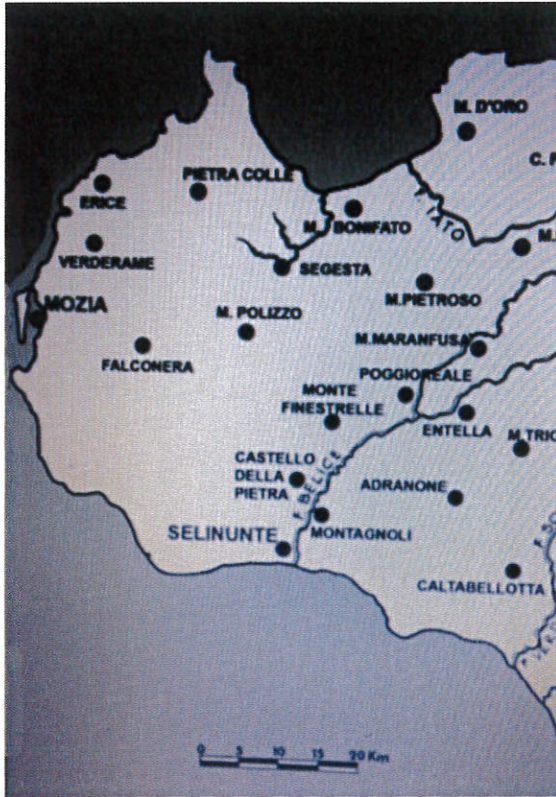 M. D'ORO
PIETRA COLLE
ERICE
M. BONIFATO
F. IATO
VERDERAME
SEGESTA
MOZIA
M. POLIZZO
M.PIETROSO
M.MARANFUSA
FALCONERA
POGGIOREALE
MONTE
FINESTRELLE
ENTELLA
CASTELLO
DELLA
PIETRA
F. BELICE
ADRANONE
SELINUNTE
MONTAGNOLI
CALTABELLOTTA
0 5 10 15 20 Km